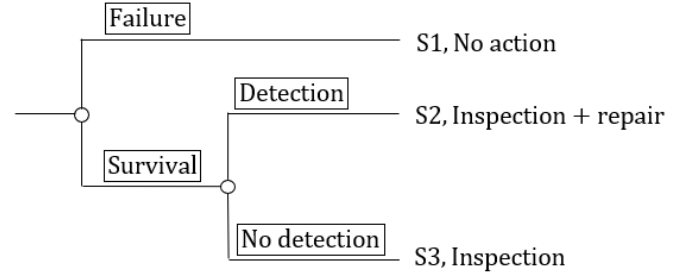 Failure
S1, No action
Detection
S2, Inspection + repair
Survival
No detection
S3, Inspection